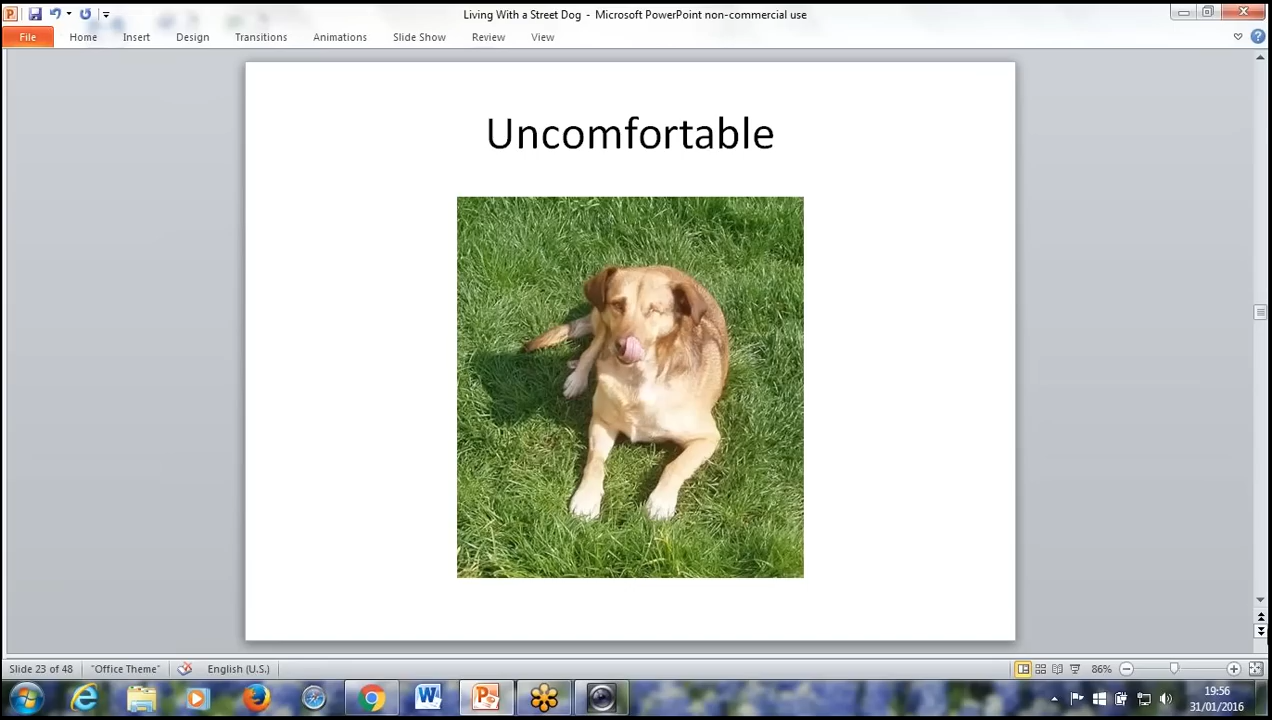 Living With a Street Dog - Microsoft PowerPoint non-commercial use
File Home Insert Design Transitions Animations Slide Show Review View
Uncomfortable
Slide 23 of 48 "Office Theme" English (U.S.) 86%
19:56
31/01/2016